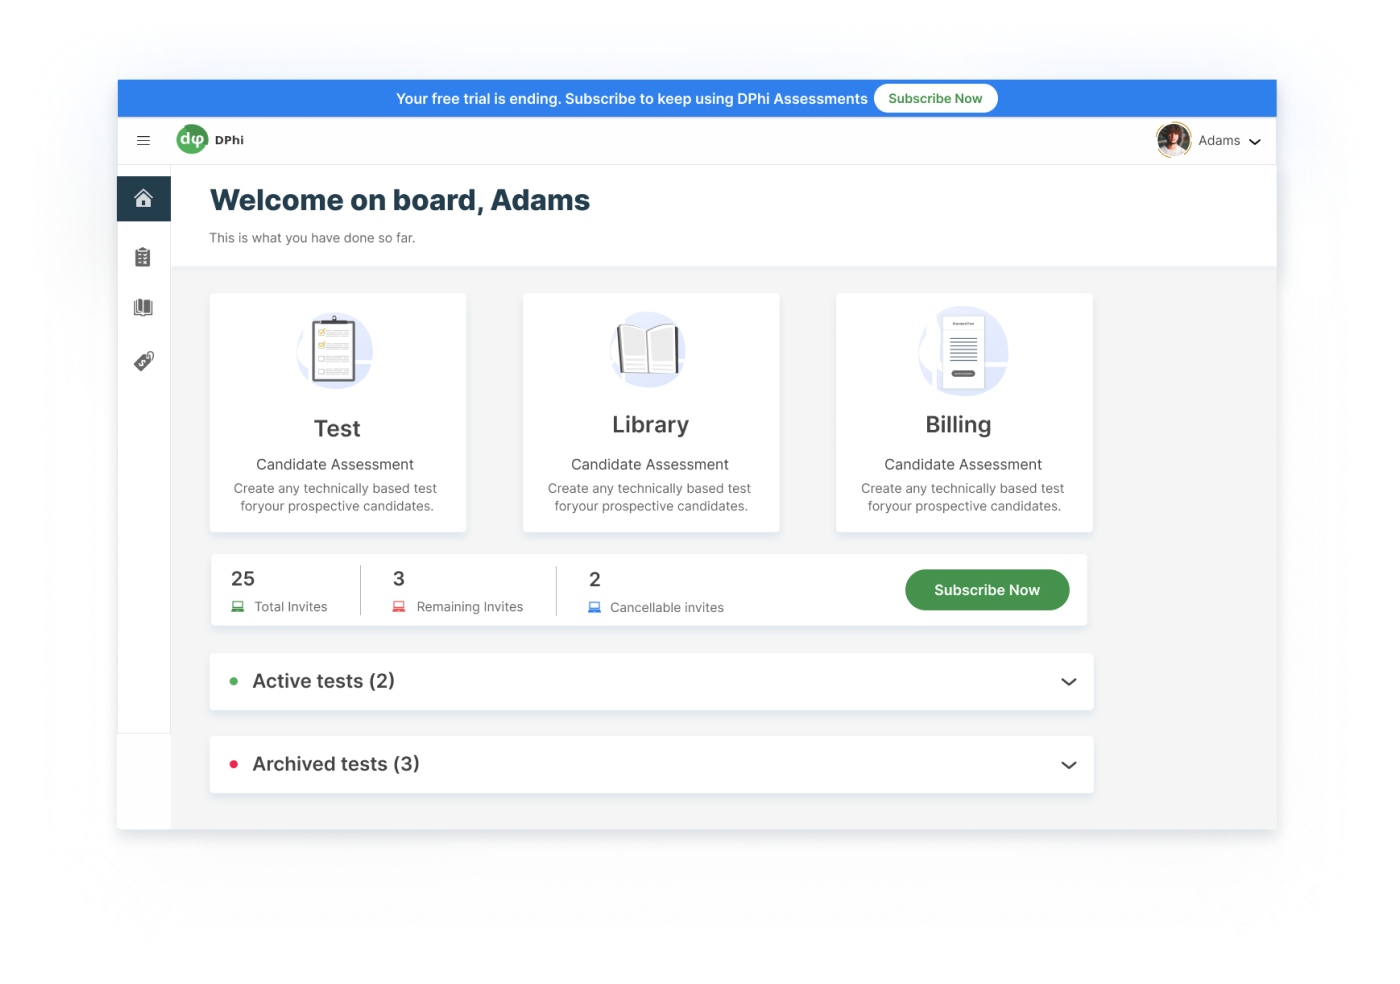 Your free trial is ending. Subscribe to keep using DPhi Assessments
Subscribe Now
dφ
DPhi
Adams
Welcome on board, Adams
This is what you have done so far.
Test
Candidate Assessment
Create any technically based test
foryour prospective candidates.
Library
Candidate Assessment
Create any technically based test
foryour prospective candidates.
Billing
Candidate Assessment
Create any technically based test
foryour prospective candidates.
25
Total Invites
3
Remaining Invites
2
Cancellable invites
Subscribe Now
Active tests (2)
Archived tests (3)